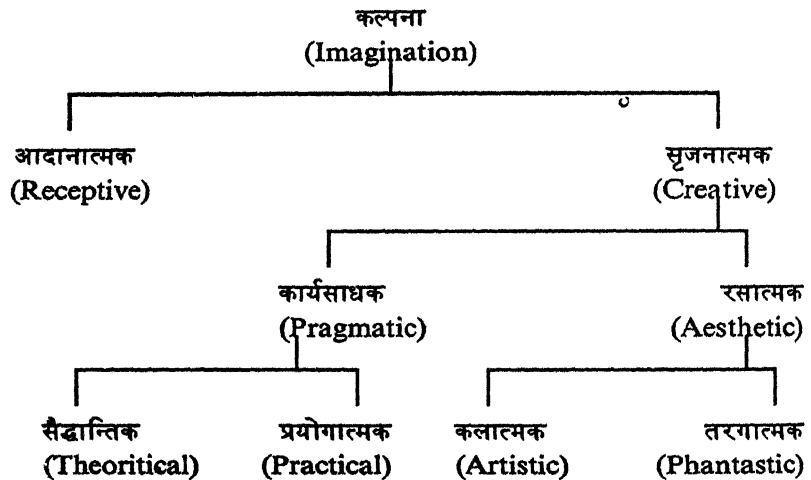 कल्पना
(Imagination)
आदानात्मक सृजनात्मक
(Receptive) (Creative)
कार्यसाधक रसात्मक
(Pragmatic) (Aesthetic)
सैद्धान्तिक प्रयोगात्मक कलात्मक तरगात्मक
(Theoritical) (Practical) (Artistic) (Phantastic)